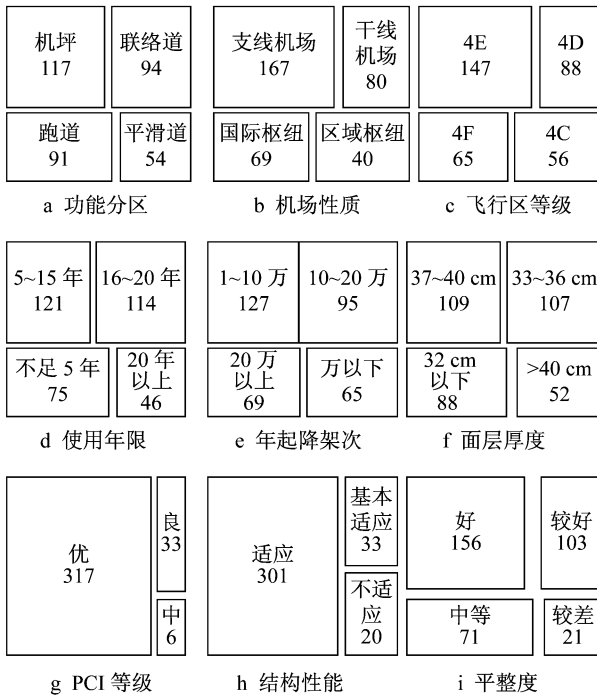 机坪
117
联络道
94
跑道
91
平滑道
54
a 功能分区
支线机场
167
干线
机场
80
国际枢纽
69
区域枢纽
40
b 机场性质
4E
147
4D
88
4F
65
4C
56
c 飞行区等级
5~15 年
121
16~20 年
114
不足 5 年
75
20 年
以上
46
d 使用年限
1~10 万
127
10~20 万
95
20 万
以上
69
万以下
65
e 年起降架次
37~40 cm
109
33~36 cm
107
32 cm
以下
88
>40 cm
52
f 面层厚度
优
317
良
33
中
6
g PCI 等级
适应
301
基本
适应
33
不适
应
20
h 结构性能
好
156
较好
103
中等
71
较差
21
i 平整度